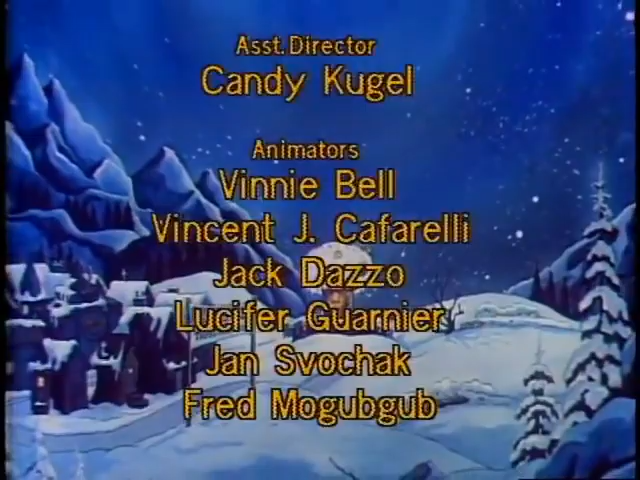 Asst. Director
Candy Kugel
Animators
Vinnie Bell
Vincent J. Cafarelli
Jack Dazzo
Lucifer Guarnier
Jan Svochak
Fred Mogubgub